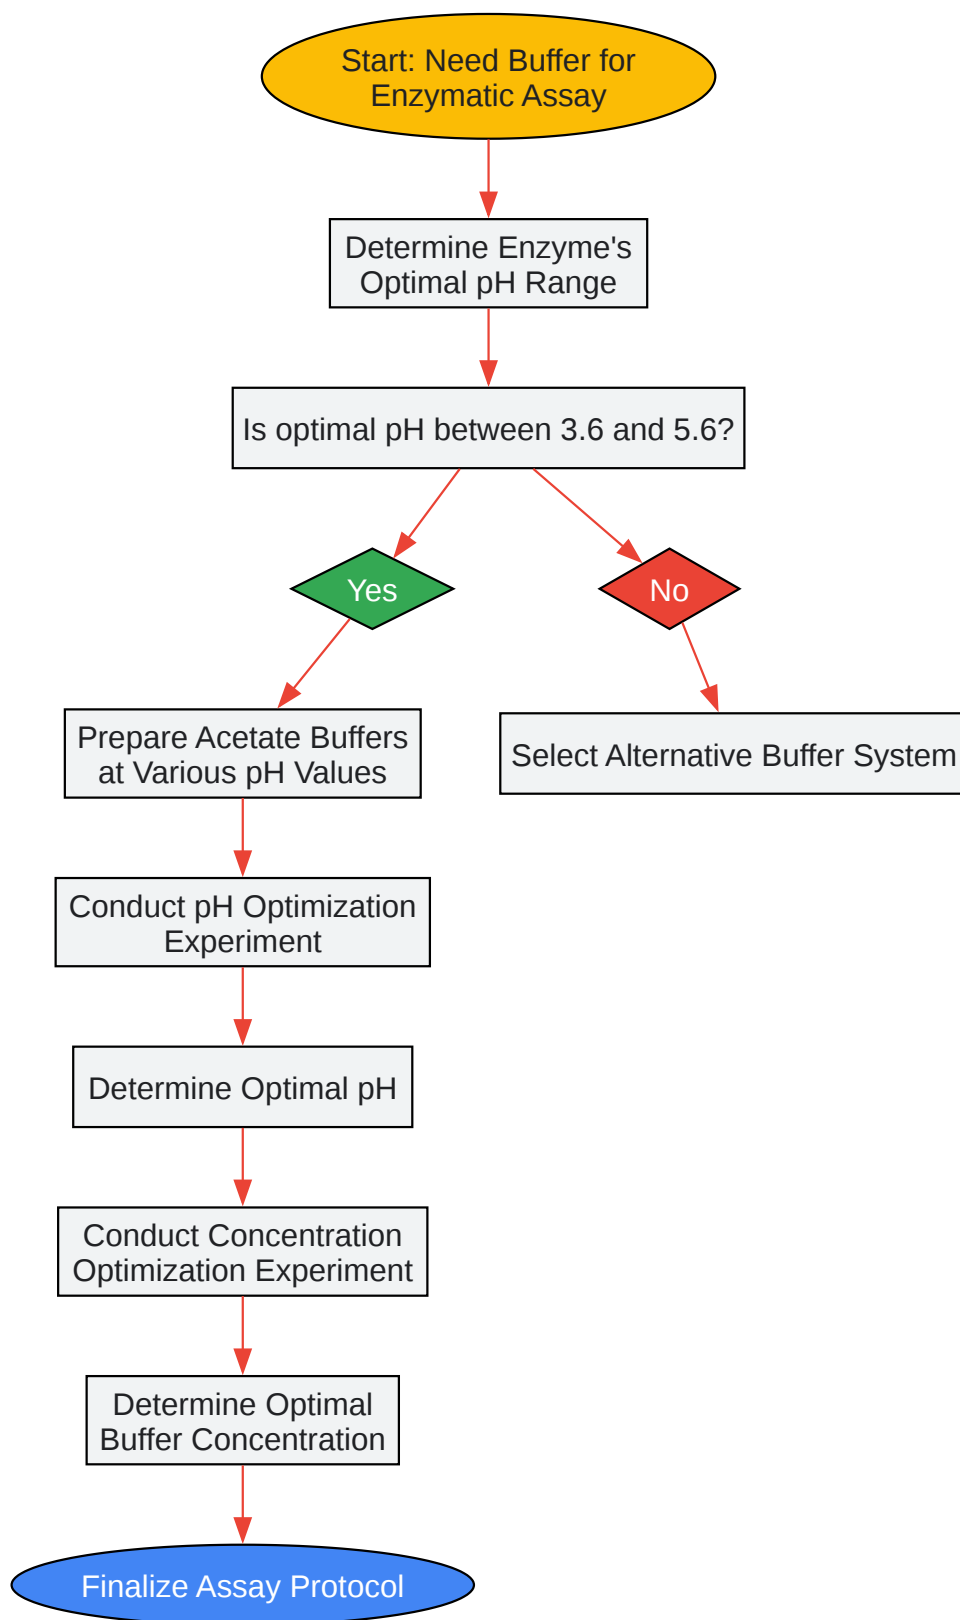 Start: Need Buffer for
Enzymatic Assay
Determine Enzyme's
Optimal pH Range
Is optimal pH between 3.6 and 5.6?
Yes
No
Prepare Acetate Buffers
at Various pH Values
Select Alternative Buffer System
Conduct pH Optimization
Experiment
Determine Optimal pH
Conduct Concentration
Optimization Experiment
Determine Optimal
Buffer Concentration
Finalize Assay Protocol